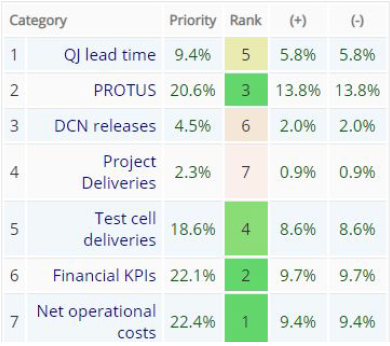 Category Priority Rank (+) (-)
1 QJ lead time 9.4% 5 5.8% 5.8%
2 PROTUS 20.6% 3 13.8% 13.8%
3 DCN releases 4.5% 6 2.0% 2.0%
4 Project Deliveries 2.3% 7 0.9% 0.9%
5 Test cell deliveries 18.6% 4 8.6% 8.6%
6 Financial KPIs 22.1% 2 9.7% 9.7%
7 Net operational costs 22.4% 1 9.4% 9.4%